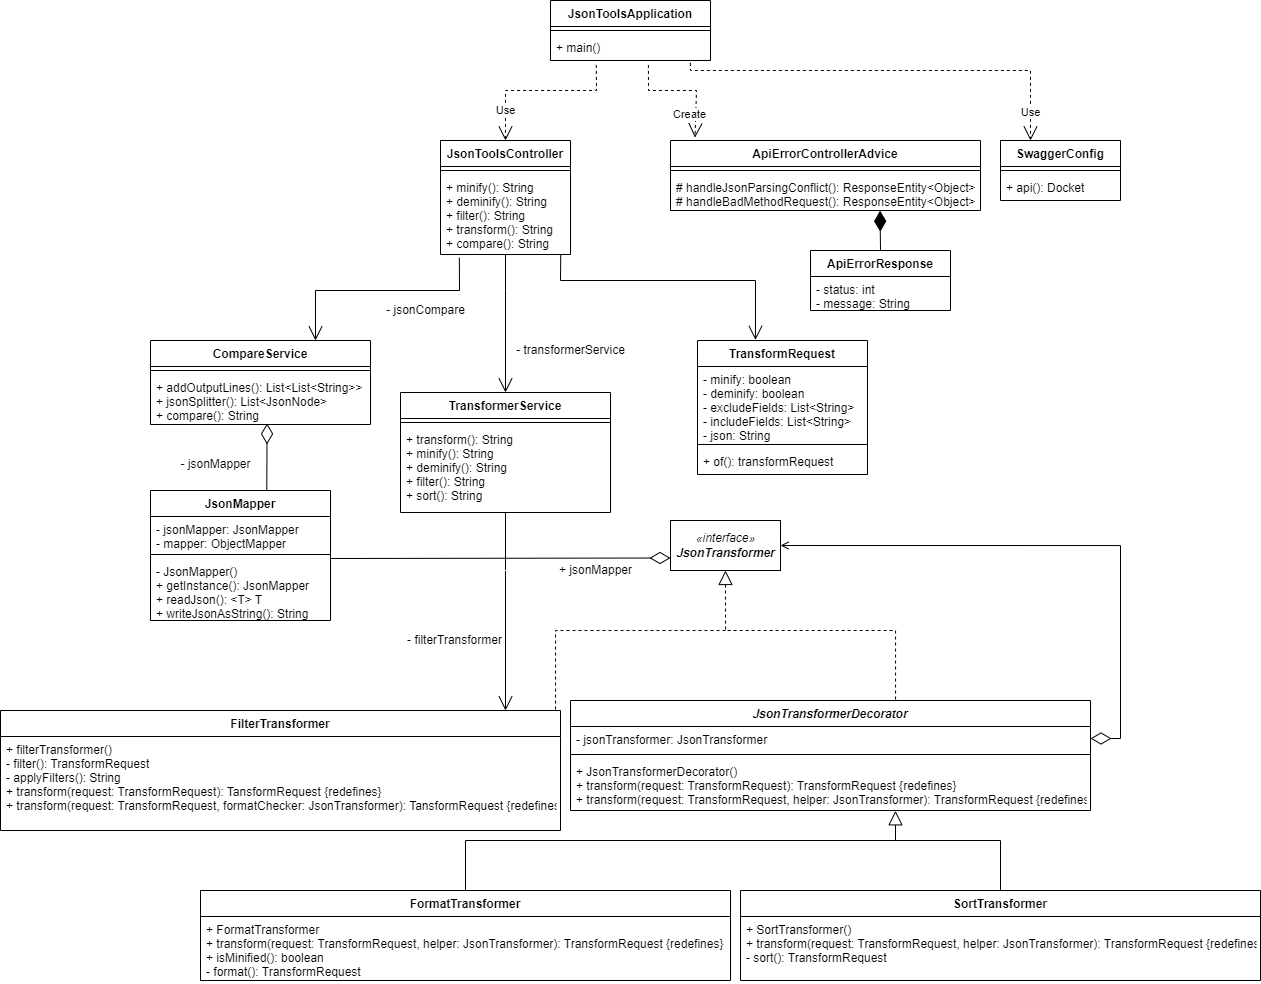 JsonToolsApplication
+ main()
Use
Create
Use
JsonToolsController
+ minify(): String
+ deminify(): String
+ filter(): String
+ transform(): String
+ compare(): String
ApiErrorControllerAdvice
# handleJsonParsingConflict(): ResponseEntity<Object>
# handleBadMethodRequest(): ResponseEntity<Object>
SwaggerConfig
+ api(): Docket
ApiErrorResponse
- status: int
- message: String
- jsonCompare
- transformerService
CompareService
+ addOutputLines(): List<List<String>>
+ jsonSplitter(): List<JsonNode>
+ compare(): String
TransformRequest
- minify: boolean
- deminify: boolean
- excludeFields: List<String>
- includeFields: List<String>
- json: String
+ of(): transformRequest
TransformerService
+ transform(): String
+ minify(): String
+ deminify(): String
+ filter(): String
+ sort(): String
- jsonMapper
JsonMapper
- jsonMapper: JsonMapper
- mapper: ObjectMapper
- JsonMapper()
+ getInstance(): JsonMapper
+ readJson(): <T> T
+ writeJsonAsString(): String
«interface»
JsonTransformer
+ jsonMapper
- filterTransformer
FilterTransformer
+ filterTransformer()
- filter(): TransformRequest
- applyFilters(): String
+ transform(request: TransformRequest): TansformRequest {redefines}
+ transform(request: TransformRequest, formatChecker: JsonTransformer): TansformRequest {redefines
JsonTransformerDecorator
- jsonTransformer: JsonTransformer
+ JsonTransformerDecorator()
+ transform(request: TransformRequest): TransformRequest {redefines}
+ transform(request: TransformRequest, helper: JsonTransformer): TransformRequest {redefines
FormatTransformer
+ FormatTransformer
+ transform(request: TransformRequest, helper: JsonTransformer): TransformRequest {redefines}
+ isMinified(): boolean
- format(): TransformRequest
SortTransformer
+ SortTransformer()
+ transform(request: TransformRequest, helper: JsonTransformer): TransformRequest {redefines
- sort(): TransformRequest